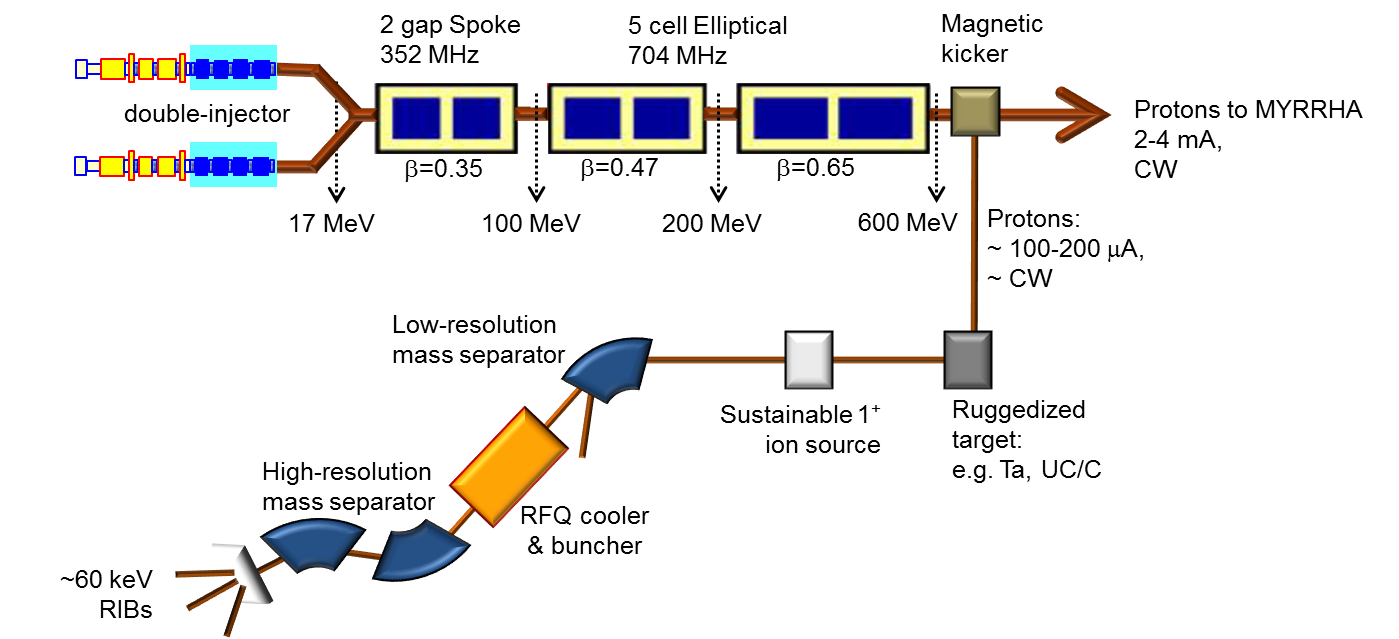 2 gap Spoke
352 MHz
5 cell Elliptical
704 MHz
Magnetic
kicker
double-injector
Protons to MYRRHA
2-4 mA,
CW
β=0.35
β=0.47
β=0.65
17 MeV
100 MeV
200 MeV
600 MeV
Protons:
~ 100-200 µA,
~ CW
Low-resolution
mass separator
Sustainable 1⁺
ion source
Ruggedized
target:
e.g. Ta, UC/C
High-resolution
mass separator
RFQ cooler
& buncher
~60 keV
RIBs